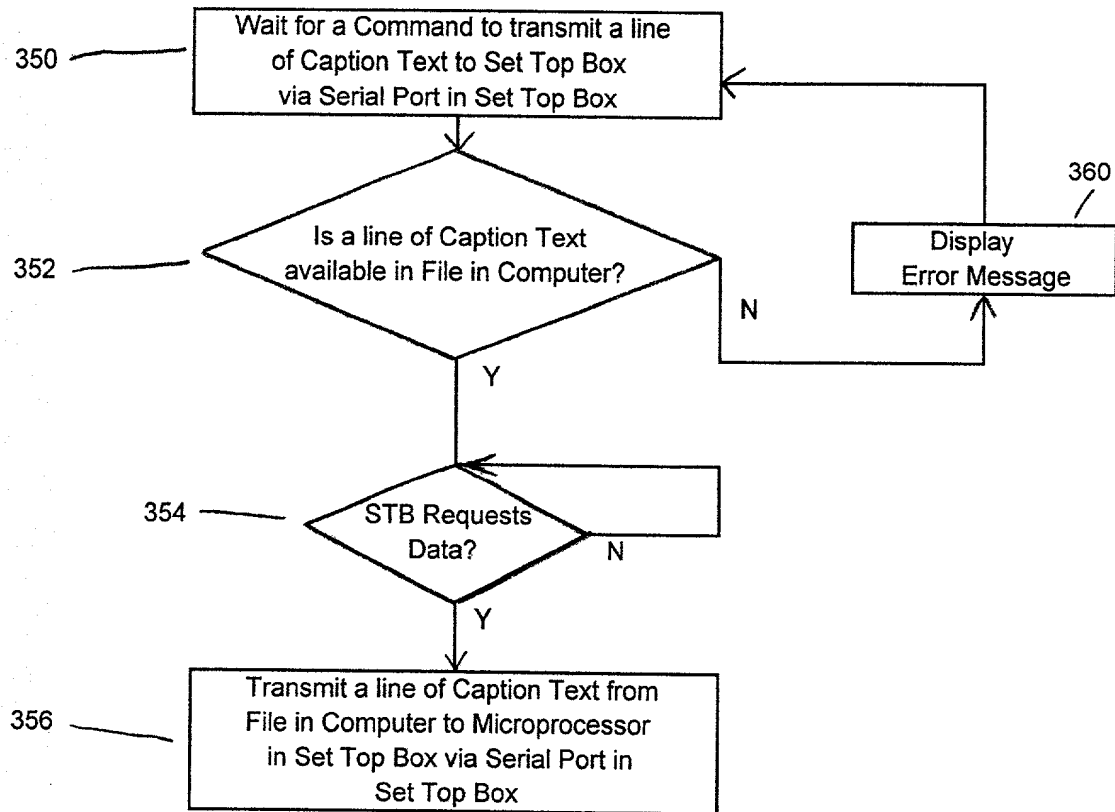 350
Wait for a Command to transmit a line
of Caption Text to Set Top Box
via Serial Port in Set Top Box
352
Is a line of Caption Text
available in File in Computer?
N
Y
360
Display
Error Message
354
STB Requests
Data?
N
Y
356
Transmit a line of Caption Text from
File in Computer to Microprocessor
in Set Top Box via Serial Port in
Set Top Box